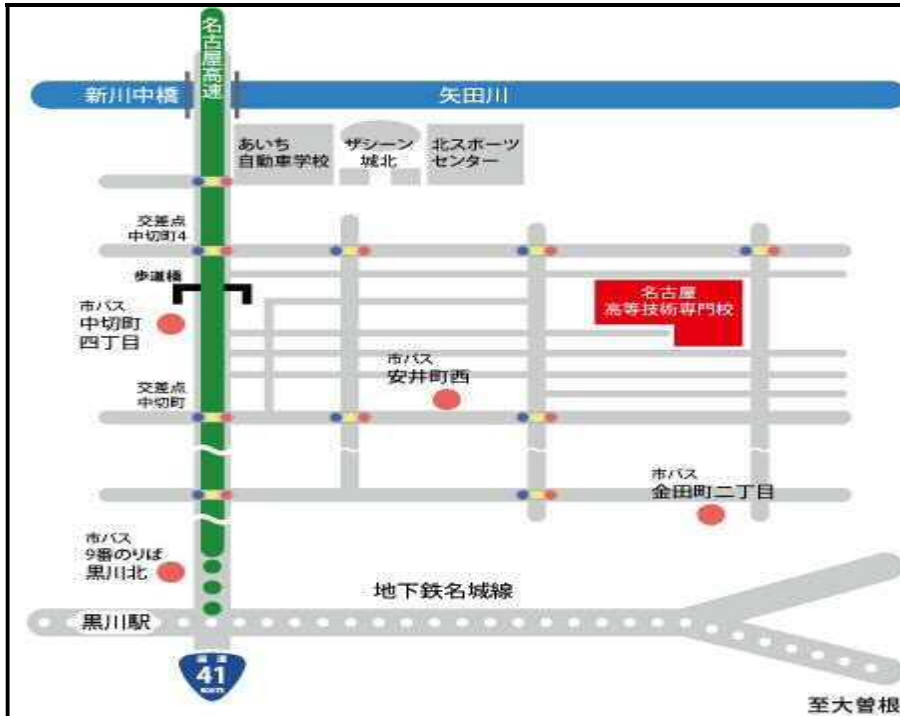 名古屋高速
新川中橋
矢田川
あいち
自動車学校
ザシーン
城北
北スポーツ
センター
交差点
中切町4
歩道橋
名古屋
高等技術専門校
市バス
中切町
四丁目
市バス
安井町西
交差点
中切町
市バス
金田町二丁目
市バス
9番のりば
黒川北
地下鉄名城線
黒川駅
国道
41
ROUTE
至大曽根